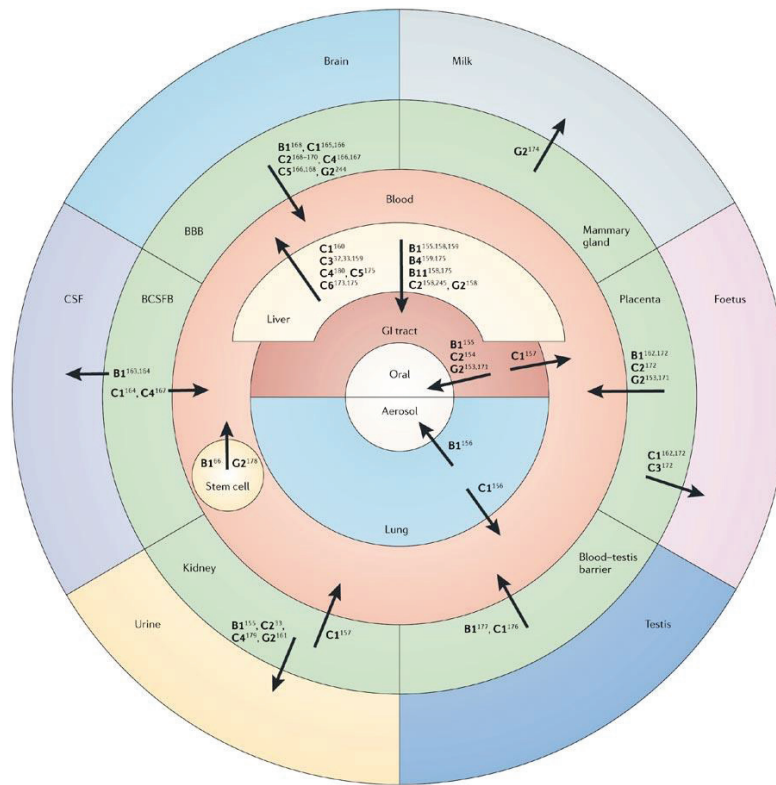 Brain
Milk
B1¹⁶⁸, C1¹⁶⁵,¹⁶⁶
C2¹⁶⁸⁻¹⁷⁰, C4¹⁶⁶,¹⁶⁷
C5¹⁶⁶,¹⁶⁸, G2²⁴⁴
G2¹⁷⁴
BBB
Blood
Mammary
gland
C1¹⁶⁰
C3³²,³³,¹⁵⁹
C4¹⁸⁰, C5¹⁷⁵
C6¹⁷³,¹⁷⁵
B1¹⁵⁵,¹⁵⁸,¹⁵⁹
B4¹⁵⁹,¹⁷⁵
B11¹⁵⁸,¹⁷⁵
C2¹⁵⁸,²⁴⁵, G2¹⁵⁸
CSF
BCSFB
Liver
GI tract
Placenta
Foetus
B1¹⁵⁵
C2¹⁵⁴
G2¹⁵³,¹⁷¹
C1¹⁵⁷
B1¹⁶²,¹⁷²
C2¹⁷²
G2¹⁵³,¹⁷¹
B1¹⁶³,¹⁶⁴
C1¹⁶⁴, C4¹⁶⁷
Oral
Aerosol
B1¹⁵⁶
C1¹⁵⁶
C1¹⁶²,¹⁷²
C3¹⁷²
B1⁶⁶
G2¹⁷⁸
Stem cell
Lung
Kidney
Blood–testis
barrier
Urine
B1¹⁵⁵, C2³³,
C4¹⁷⁹, G2¹⁶¹
C1¹⁵⁷
B1¹⁷⁷, C1¹⁷⁶
Testis